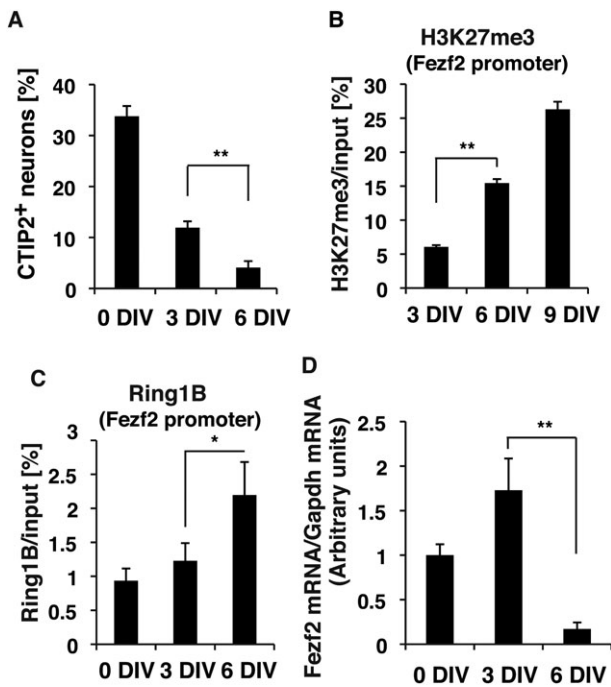 A
CTIP2+ neurons [%]
40
30
20
10
0
**
0 DIV 3 DIV 6 DIV
B
H3K27me3
(Fezf2 promoter)
H3K27me3/input [%]
30
25
20
15
10
5
0
**
3 DIV 6 DIV 9 DIV
C
Ring1B
(Fezf2 promoter)
Ring1B/input [%]
3
2.5
2
1.5
1
0.5
0
*
0 DIV 3 DIV 6 DIV
D
Fezf2 mRNA/Gapdh mRNA
(Arbitrary units)
2.5
2
1.5
1
0.5
0
**
0 DIV 3 DIV 6 DIV